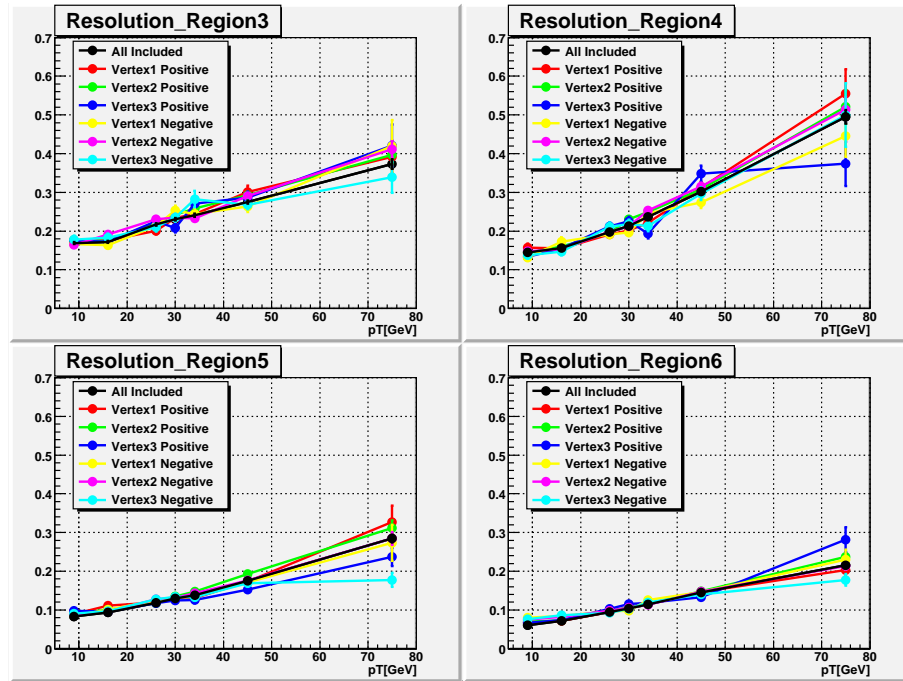 Resolution_Region3
0.7
0.6
0.5
0.4
0.3
0.2
0.1
0
All Included
Vertex1 Positive
Vertex2 Positive
Vertex3 Positive
Vertex1 Negative
Vertex2 Negative
Vertex3 Negative
10 20 30 40 50 60 70 80
pT[GeV]
Resolution_Region4
0.7
0.6
0.5
0.4
0.3
0.2
0.1
0
All Included
Vertex1 Positive
Vertex2 Positive
Vertex3 Positive
Vertex1 Negative
Vertex2 Negative
Vertex3 Negative
10 20 30 40 50 60 70 80
pT[GeV]
Resolution_Region5
0.7
0.6
0.5
0.4
0.3
0.2
0.1
0
All Included
Vertex1 Positive
Vertex2 Positive
Vertex3 Positive
Vertex1 Negative
Vertex2 Negative
Vertex3 Negative
10 20 30 40 50 60 70 80
pT[GeV]
Resolution_Region6
0.7
0.6
0.5
0.4
0.3
0.2
0.1
0
All Included
Vertex1 Positive
Vertex2 Positive
Vertex3 Positive
Vertex1 Negative
Vertex2 Negative
Vertex3 Negative
10 20 30 40 50 60 70 80
pT[GeV]